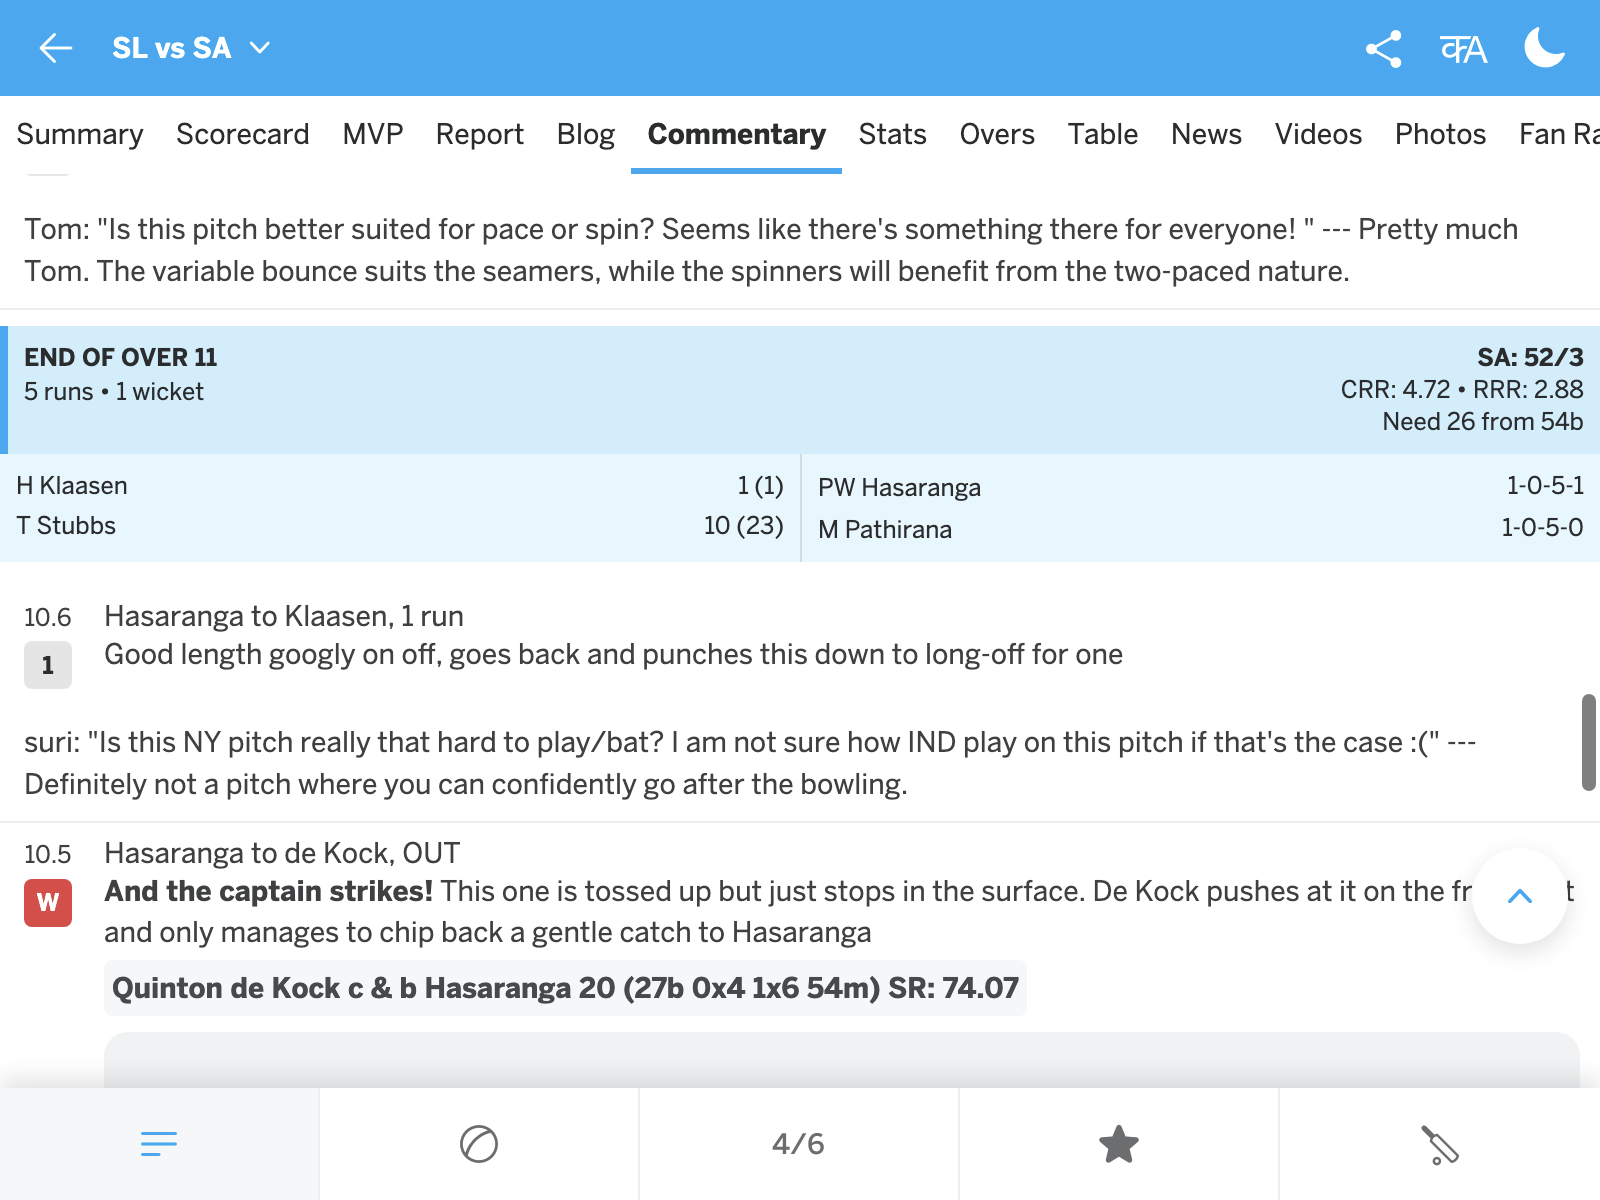 SL vs SA
क A
Summary Scorecard MVP Report Blog Commentary Stats Overs Table News Videos Photos Fan Ra
Tom: "Is this pitch better suited for pace or spin? Seems like there's something there for everyone! " --- Pretty much
Tom. The variable bounce suits the seamers, while the spinners will benefit from the two-paced nature.
END OF OVER 11
5 runs • 1 wicket
SA: 52/3
CRR: 4.72 • RRR: 2.88
Need 26 from 54b
H Klaasen 1 (1)
T Stubbs 10 (23)
PW Hasaranga 1-0-5-1
M Pathirana 1-0-5-0
10.6 Hasaranga to Klaasen, 1 run
1 Good length googly on off, goes back and punches this down to long-off for one
suri: "Is this NY pitch really that hard to play/bat? I am not sure how IND play on this pitch if that's the case :(" ---
Definitely not a pitch where you can confidently go after the bowling.
10.5 Hasaranga to de Kock, OUT
W And the captain strikes! This one is tossed up but just stops in the surface. De Kock pushes at it on the
and only manages to chip back a gentle catch to Hasaranga
Quinton de Kock c & b Hasaranga 20 (27b 0x4 1x6 54m) SR: 74.07
4/6